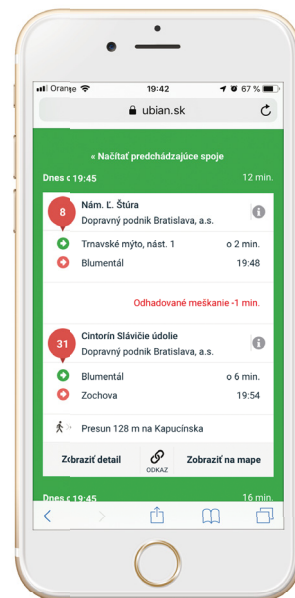 Orange 19:42 67 %
ubian.sk
« Načítať predchádzajúce spoje
Dnes o 19:45 12 min.
8 Nám. Ľ. Štúra
Dopravný podnik Bratislava, a.s.
Trnavské mýto, nást. 1 o 2 min.
Blumentál 19:48
Odhadované meškanie -1 min.
31 Cintorín Slávičie údolie
Dopravný podnik Bratislava, a.s.
Blumentál o 6 min.
Zochova 19:54
Presun 128 m na Kapucínska
Zobraziť detail ODKAZ Zobraziť na mape
Dnes o 19:45 16 min.